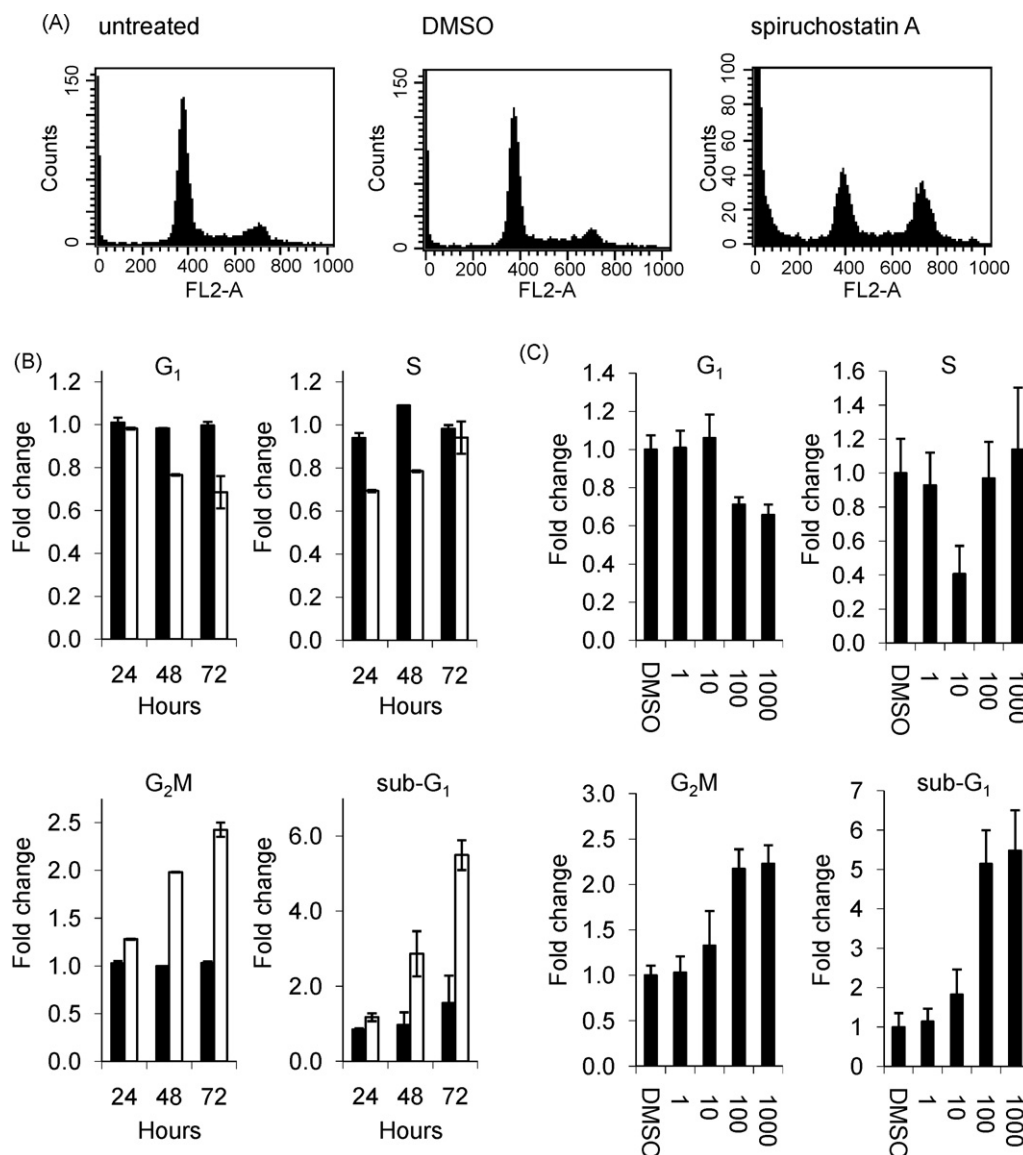 (A) untreated DMSO spiruchostatin A
150
Counts
0
0 200 400 600 800 1000
FL2-A
150
Counts
0
0 200 400 600 800 1000
FL2-A
100
80
60
40
20
0
Counts
0 200 400 600 800 1000
FL2-A
(B)
G1
1.2
1.0
0.8
0.6
0.4
0.2
0.0
Fold change
24 48 72
Hours
S
1.2
1.0
0.8
0.6
0.4
0.2
0.0
Fold change
24 48 72
Hours
G2M
2.5
2.0
1.5
1.0
0.5
0.0
Fold change
24 48 72
Hours
sub-G1
6.0
4.0
2.0
0.0
Fold change
24 48 72
Hours
(C)
G1
1.4
1.2
1.0
0.8
0.6
0.4
0.2
0.0
Fold change
DMSO 1 10 100 1000
S
1.6
1.4
1.2
1.0
0.8
0.6
0.4
0.2
0.0
Fold change
DMSO 1 10 100 1000
G2M
3.0
2.5
2.0
1.5
1.0
0.5
0.0
Fold change
DMSO 1 10 100 1000
sub-G1
7
6
5
4
3
2
1
0
Fold change
DMSO 1 10 100 1000